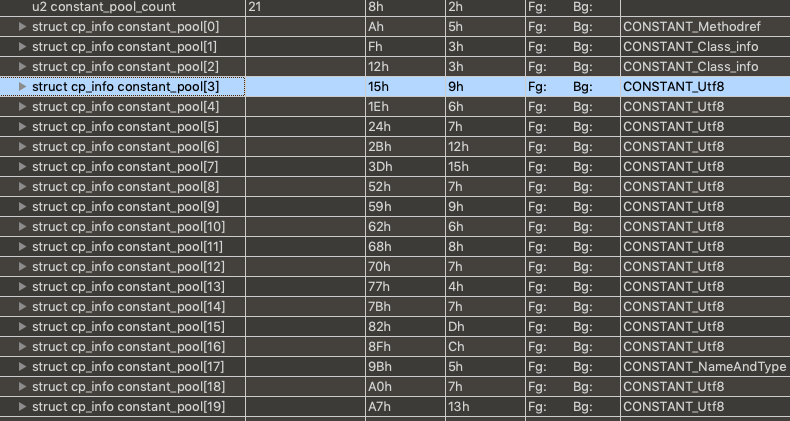 u2 constant_pool_count 21 8h 2h Fg: Bg:
struct cp_info constant_pool[0] Ah 5h Fg: Bg: CONSTANT_Methodref
struct cp_info constant_pool[1] Fh 3h Fg: Bg: CONSTANT_Class_info
struct cp_info constant_pool[2] 12h 3h Fg: Bg: CONSTANT_Class_info
struct cp_info constant_pool[3] 15h 9h Fg: Bg: CONSTANT_Utf8
struct cp_info constant_pool[4] 1Eh 6h Fg: Bg: CONSTANT_Utf8
struct cp_info constant_pool[5] 24h 7h Fg: Bg: CONSTANT_Utf8
struct cp_info constant_pool[6] 2Bh 12h Fg: Bg: CONSTANT_Utf8
struct cp_info constant_pool[7] 3Dh 15h Fg: Bg: CONSTANT_Utf8
struct cp_info constant_pool[8] 52h 7h Fg: Bg: CONSTANT_Utf8
struct cp_info constant_pool[9] 59h 9h Fg: Bg: CONSTANT_Utf8
struct cp_info constant_pool[10] 62h 6h Fg: Bg: CONSTANT_Utf8
struct cp_info constant_pool[11] 68h 8h Fg: Bg: CONSTANT_Utf8
struct cp_info constant_pool[12] 70h 7h Fg: Bg: CONSTANT_Utf8
struct cp_info constant_pool[13] 77h 4h Fg: Bg: CONSTANT_Utf8
struct cp_info constant_pool[14] 7Bh 7h Fg: Bg: CONSTANT_Utf8
struct cp_info constant_pool[15] 82h Dh Fg: Bg: CONSTANT_Utf8
struct cp_info constant_pool[16] 8Fh Ch Fg: Bg: CONSTANT_Utf8
struct cp_info constant_pool[17] 9Bh 5h Fg: Bg: CONSTANT_NameAndType
struct cp_info constant_pool[18] A0h 7h Fg: Bg: CONSTANT_Utf8
struct cp_info constant_pool[19] A7h 13h Fg: Bg: CONSTANT_Utf8